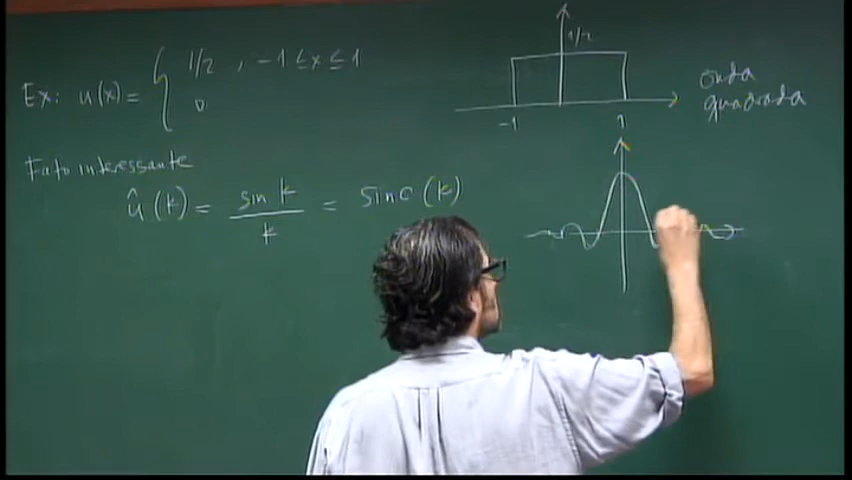 Ex: u(x) = { 1/2 , -1 ≤ x ≤ 1
0
1/2
-1 1
onda
quadrada
Fato interessante
û(k) = sin k / k = sinc(k)